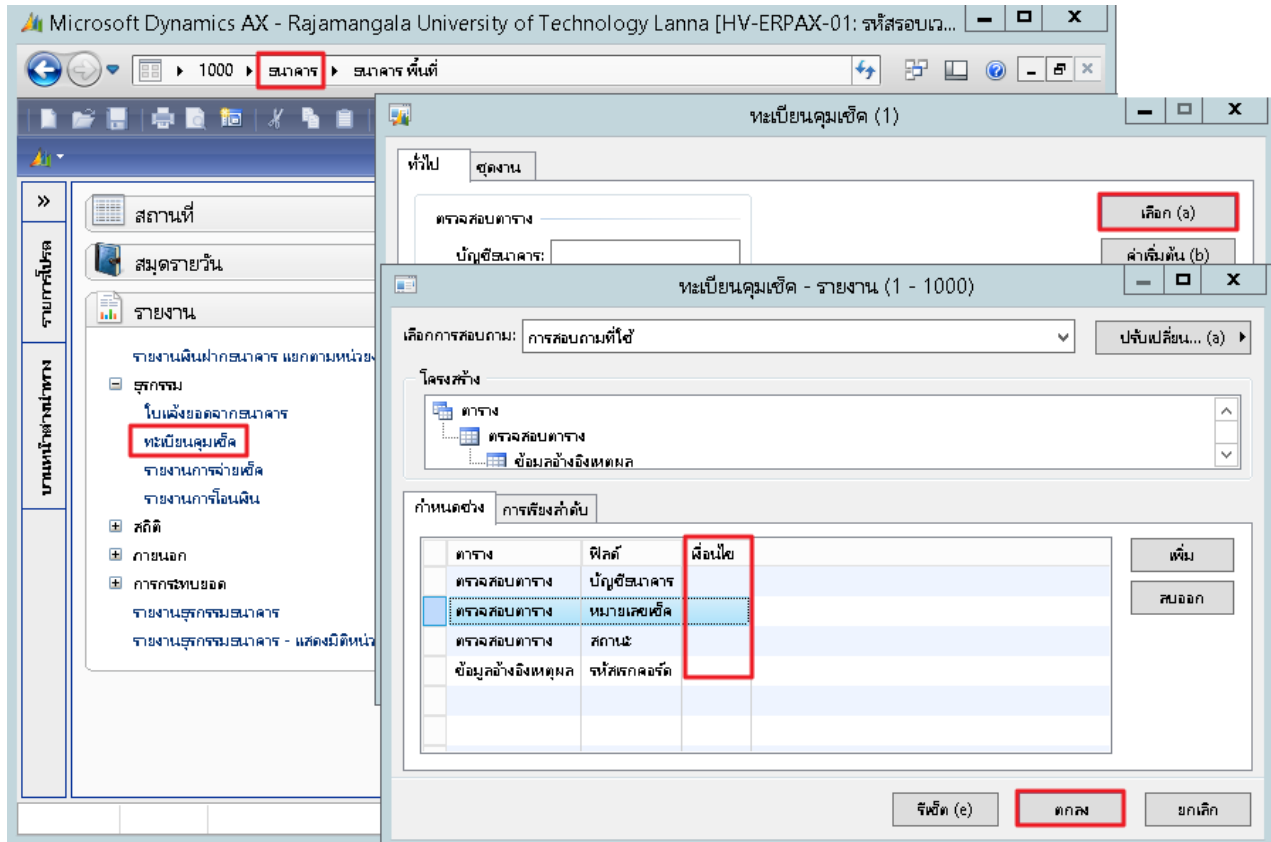 Microsoft Dynamics AX - Rajamangala University of Technology Lanna [HV-ERPAX-01: รหัสรอบเว...
1000 ธนาคาร ธนาคาร พื้นที่
ทะเบียนคุมเช็ค (1)
ทั่วไป ชุดงาน
ตรวจสอบตาราง
บัญชีธนาคาร:
เลือก (a)
ค่าเริ่มต้น (b)
รายการโปรด
บานหน้าต่างนำทาง
สถานที่
สมุดรายวัน
รายงาน
รายงานเงินฝากธนาคาร แยกตามหน่วย
ธุรกรรม
ใบแจ้งยอดจากธนาคาร
ทะเบียนคุมเช็ค
รายงานการจ่ายเช็ค
รายงานการโอนเงิน
สถิติ
ภายนอก
การกระทบยอด
รายงานธุรกรรมธนาคาร
รายงานธุรกรรมธนาคาร - แสดงมิติหน่ว
ทะเบียนคุมเช็ค - รายงาน (1 - 1000)
เลือกการสอบถาม: การสอบถามที่ใช้
ปรับเปลี่ยน... (a)
โครงสร้าง
ตาราง
ตรวจสอบตาราง
ข้อมูลอ้างอิงเหตุผล
กำหนดช่วง การเรียงลำดับ
ตาราง ฟิลด์ เงื่อนไข
ตรวจสอบตาราง บัญชีธนาคาร
ตรวจสอบตาราง หมายเลขเช็ค
ตรวจสอบตาราง สถานะ
ข้อมูลอ้างอิงเหตุผล รหัสเรกคอร์ด
เพิ่ม
ลบออก
รีเซ็ต (e) ตกลง ยกเลิก